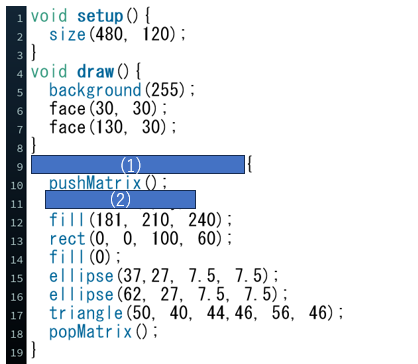 1 void setup(){
2 size(480, 120);
3 }
4 void draw(){
5 background(255);
6 face(30, 30);
7 face(130, 30);
8 }
9 (1) {
10 pushMatrix();
11 (2)
12 fill(181, 210, 240);
13 rect(0, 0, 100, 60);
14 fill(0);
15 ellipse(37,27, 7.5, 7.5);
16 ellipse(62, 27, 7.5, 7.5);
17 triangle(50, 40, 44,46, 56, 46);
18 popMatrix();
19 }